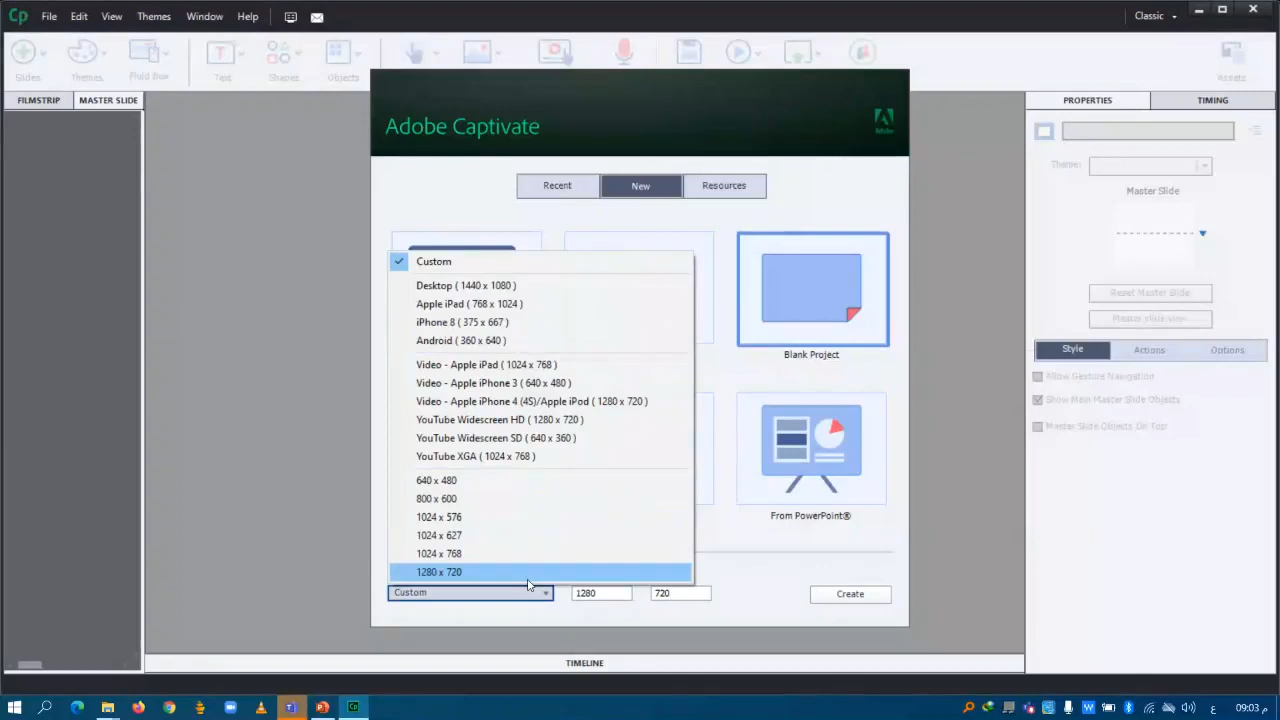 Cp File Edit View Themes Window Help Classic
Slides Themes Fluid Box Text Shapes Objects Assets
FILMSTRIP MASTER SLIDE
PROPERTIES TIMING
Adobe Captivate
Adobe
Recent New Resources
Custom
Desktop ( 1440 x 1080 )
Apple iPad ( 768 x 1024 )
iPhone 8 ( 375 x 667 )
Android ( 360 x 640 )
Video - Apple iPad ( 1024 x 768 )
Video - Apple iPhone 3 ( 640 x 480 )
Video - Apple iPhone 4 (4S)/Apple iPod ( 1280 x 720 )
YouTube Widescreen HD ( 1280 x 720 )
YouTube Widescreen SD ( 640 x 360 )
YouTube XGA ( 1024 x 768 )
640 x 480
800 x 600
1024 x 576
1024 x 627
1024 x 768
1280 x 720
Blank Project
From PowerPoint®
Custom 1280 720 Create
Theme:
Master Slide
Reset Master Slide
Master slide view
Style Actions Options
Allow Gesture Navigation
Show Main Master Slide Objects
Master Slide Objects On Top
TIMELINE
ع 09:03 م